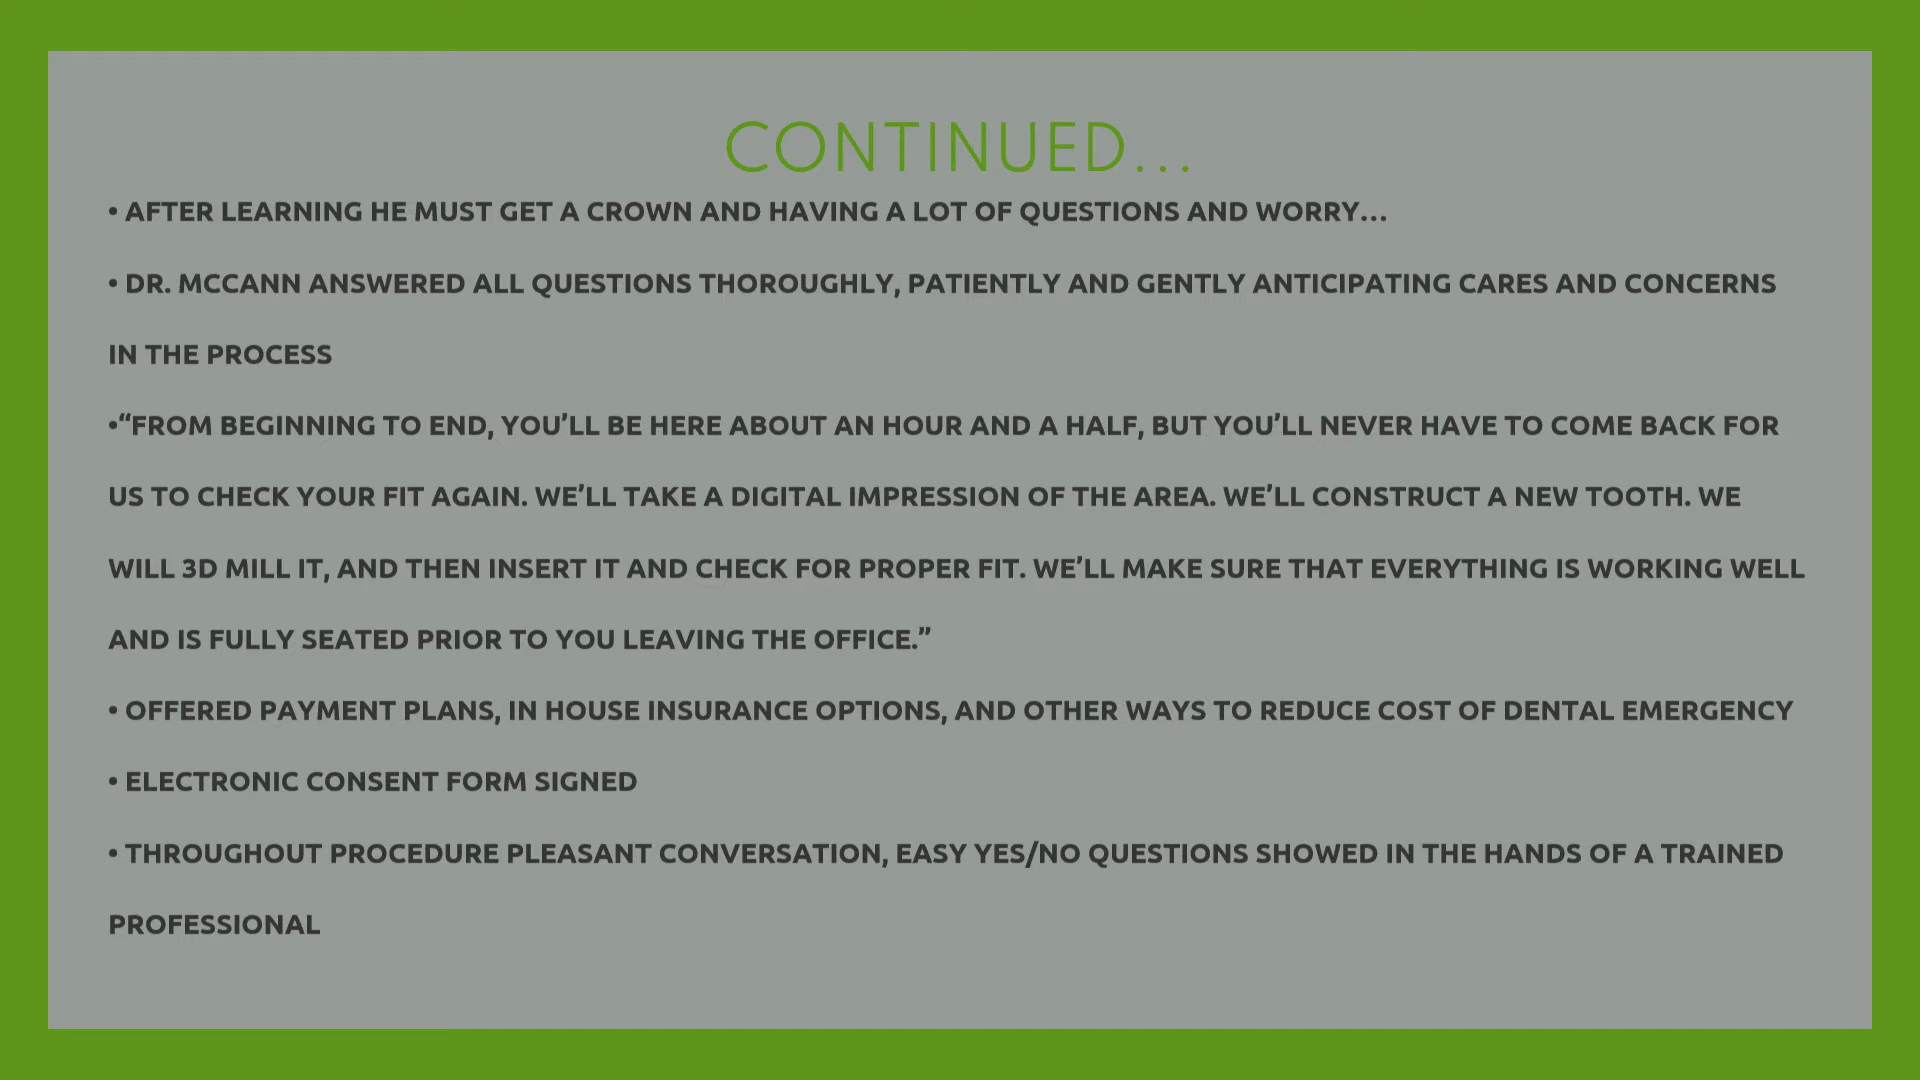 CONTINUED...
• AFTER LEARNING HE MUST GET A CROWN AND HAVING A LOT OF QUESTIONS AND WORRY...
• DR. MCCANN ANSWERED ALL QUESTIONS THOROUGHLY, PATIENTLY AND GENTLY ANTICIPATING CARES AND CONCERNS
IN THE PROCESS
•“FROM BEGINNING TO END, YOU’LL BE HERE ABOUT AN HOUR AND A HALF, BUT YOU’LL NEVER HAVE TO COME BACK FOR
US TO CHECK YOUR FIT AGAIN. WE’LL TAKE A DIGITAL IMPRESSION OF THE AREA. WE’LL CONSTRUCT A NEW TOOTH. WE
WILL 3D MILL IT, AND THEN INSERT IT AND CHECK FOR PROPER FIT. WE’LL MAKE SURE THAT EVERYTHING IS WORKING WELL
AND IS FULLY SEATED PRIOR TO YOU LEAVING THE OFFICE.”
• OFFERED PAYMENT PLANS, IN HOUSE INSURANCE OPTIONS, AND OTHER WAYS TO REDUCE COST OF DENTAL EMERGENCY
• ELECTRONIC CONSENT FORM SIGNED
• THROUGHOUT PROCEDURE PLEASANT CONVERSATION, EASY YES/NO QUESTIONS SHOWED IN THE HANDS OF A TRAINED
PROFESSIONAL